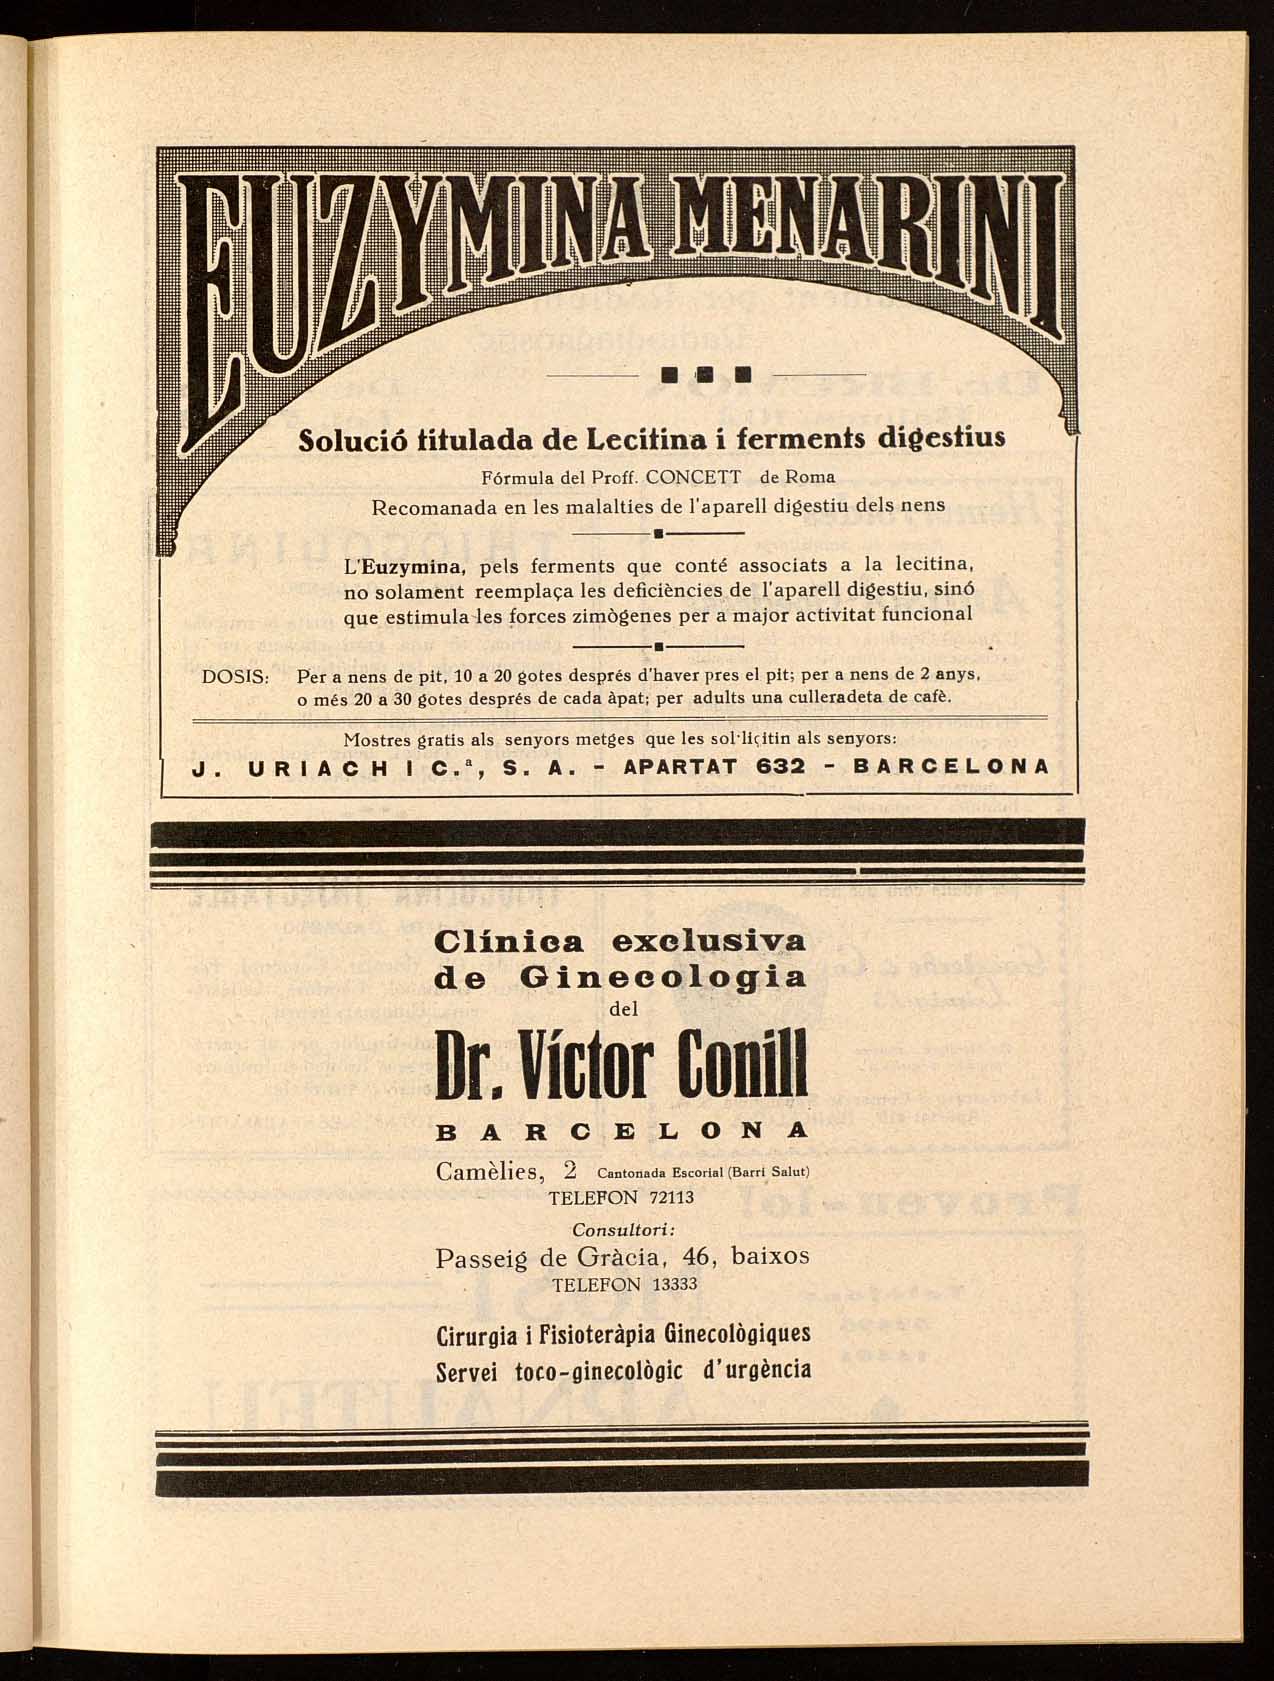 EUZYMINA MENARINI
Solució titulada de Lecitina i ferments digestius
Fórmula del Proff. CONCETT de Roma
Recomanada en les malalties de l'aparell digestiu dels nens
L'Euzymina, pels ferments que conté associats a la lecitina,
no solament reemplaça les deficiències de l'aparell digestiu, sinó
que estimula les forces zimògenes per a major activitat funcional
DOSIS: Per a nens de pit, 10 a 20 gotes després d'haver pres el pit; per a nens de 2 anys,
o més 20 a 30 gotes després de cada àpat; per adults una culleradeta de cafè.
Mostres gratis als senyors metges que les sol·licitin als senyors:
J. URIACH I C.ª, S. A. - APARTAT 632 - BARCELONA
Clínica exclusiva
de Ginecologia
del
Dr. Víctor Conill
BARCELONA
Camèlies, 2 Cantonada Escorial (Barri Salut)
TELEFON 72113
Consultori:
Passeig de Gràcia, 46, baixos
TELEFON 13333
Cirurgia i Fisioteràpia Ginecològiques
Servei toco-ginecològic d'urgència